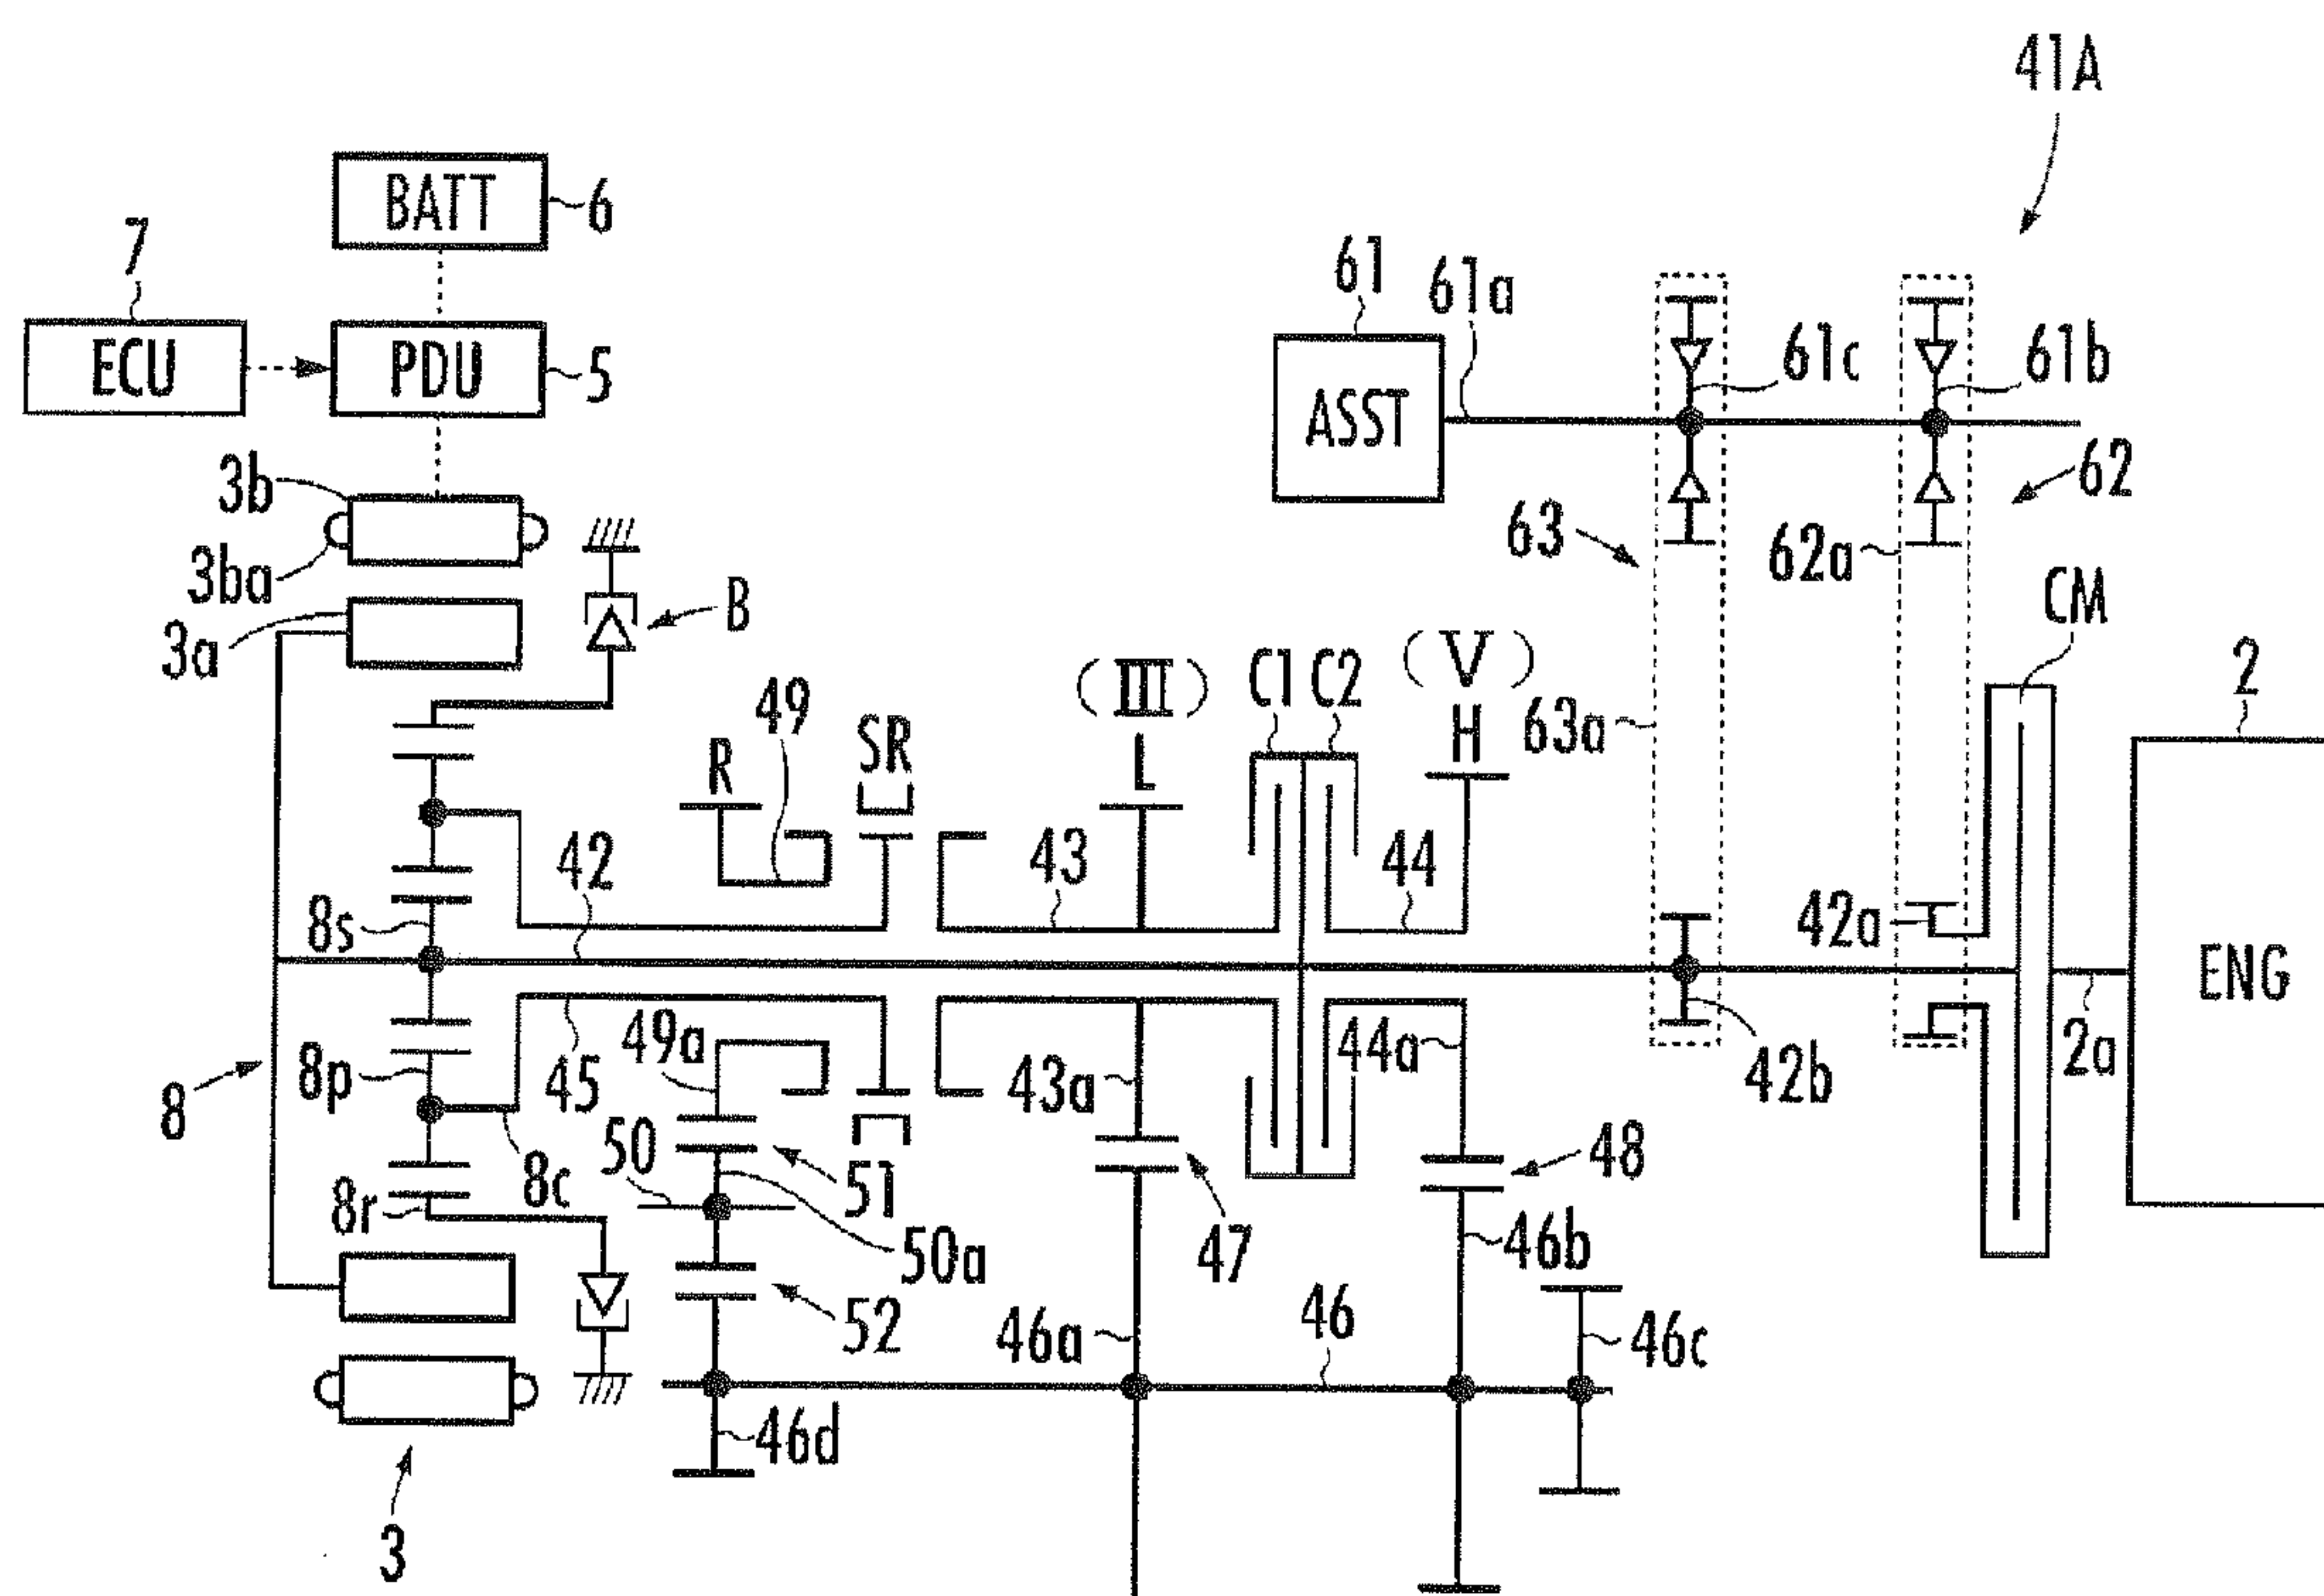 41A
BATT
6
7
ECU
PDU
5
61
61a
ASST
61c
61b
62
63
62a
3b
3ba
3a
B
CM
2
(III)
L
C1
C2
(V)
H
63a
R
49
SR
42
43
44
8s
42a
ENG
49a
44a
8
8p
45
43a
42b
2a
50
8c
51
48
8r
50a
47
46b
52
46a
46
46c
46d
3